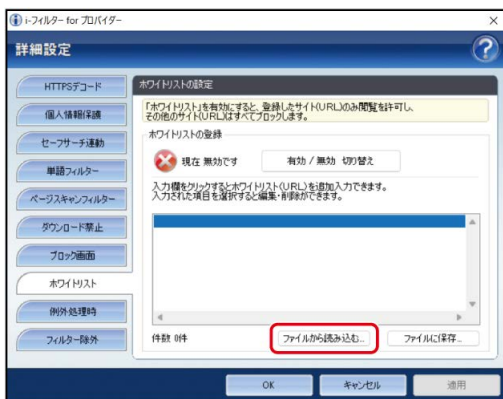 i-フィルター for プロバイダー
詳細設定
HTTPSデコード
個人情報保護
セーフサーチ連動
単語フィルター
ページスキャンフィルター
ダウンロード禁止
ブロック画面
ホワイトリスト
例外処理時
フィルター除外
ホワイトリストの設定
「ホワイトリスト」を有効にすると、登録したサイト(URL)のみ閲覧を許可し、
その他のサイト(URL)はすべてブロックします。
ホワイトリストの登録
現在 無効です
有効 / 無効 切り替え
入力欄をクリックするとホワイトリスト(URL)を追加入力できます。
入力された項目を選択すると編集・削除ができます。
件数 0件
ファイルから読み込む...
ファイルに保存...
OK
キャンセル
適用